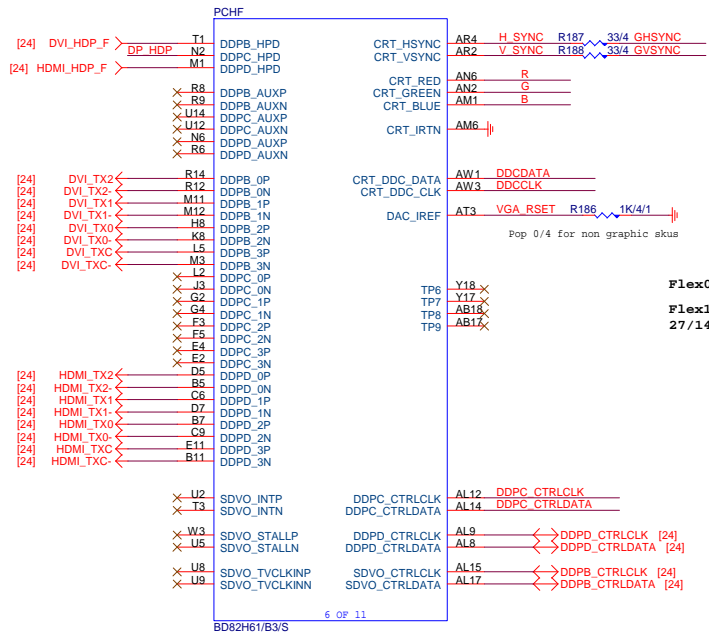 PCHF
[24] DVI_HDP_F T1 DDPB_HPD CRT_HSYNC AR4 H_SYNC R187 33/4 GHSYNC
DP_HDP N2 DDPC_HPD CRT_VSYNC AR2 V_SYNC R188 33/4 GVSYNC
[24] HDMI_HDP_F M1 DDPD_HPD
CRT_RED AN6 R
R8 DDPB_AUXP CRT_GREEN AN2 G
R9 DDPB_AUXN CRT_BLUE AM1 B
U14 DDPC_AUXP
U12 DDPC_AUXN CRT_IRTN AM6
N6 DDPD_AUXP
R6 DDPD_AUXN
[24] DVI_TX2 R14 DDPB_0P CRT_DDC_DATA AW1 DDCDATA
[24] DVI_TX2- R12 DDPB_0N CRT_DDC_CLK AW3 DDCCLK
[24] DVI_TX1 M11 DDPB_1P
[24] DVI_TX1- M12 DDPB_1N DAC_IREF AT3 VGA_RSET R186 1K/4/1
[24] DVI_TX0 H8 DDPB_2P
[24] DVI_TX0- K8 DDPB_2N Pop 0/4 for non graphic skus
[24] DVI_TXC L5 DDPB_3P
[24] DVI_TXC- M3 DDPB_3N
L2 DDPC_0P
J3 DDPC_0N TP6 Y18 Flex0
G2 DDPC_1P TP7 Y17
G4 DDPC_1N TP8 AB18 Flex1
F3 DDPC_2P TP9 AB17 27/14
F5 DDPC_2N
E4 DDPC_3P
E2 DDPC_3N
[24] HDMI_TX2 D5 DDPD_0P
[24] HDMI_TX2- B5 DDPD_0N
[24] HDMI_TX1 C6 DDPD_1P
[24] HDMI_TX1- D7 DDPD_1N
[24] HDMI_TX0 B7 DDPD_2P
[24] HDMI_TX0- C9 DDPD_2N
[24] HDMI_TXC E11 DDPD_3P
[24] HDMI_TXC- B11 DDPD_3N
U2 SDVO_INTP DDPC_CTRLCLK AL12 DDPC_CTRLCLK
T3 SDVO_INTN DDPC_CTRLDATA AL14 DDPC_CTRLDATA
W3 SDVO_STALLP DDPD_CTRLCLK AL9 DDPD_CTRLCLK [24]
U5 SDVO_STALLN DDPD_CTRLDATA AL8 DDPD_CTRLDATA [24]
U8 SDVO_TVCLKINP SDVO_CTRLCLK AL15 DDPB_CTRLCLK [24]
U9 SDVO_TVCLKINN SDVO_CTRLDATA AL17 DDPB_CTRLDATA [24]
6 OF 11
BD82H61/B3/S